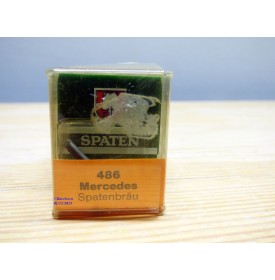 SPATEN
486
Mercedes
Spatenbräu